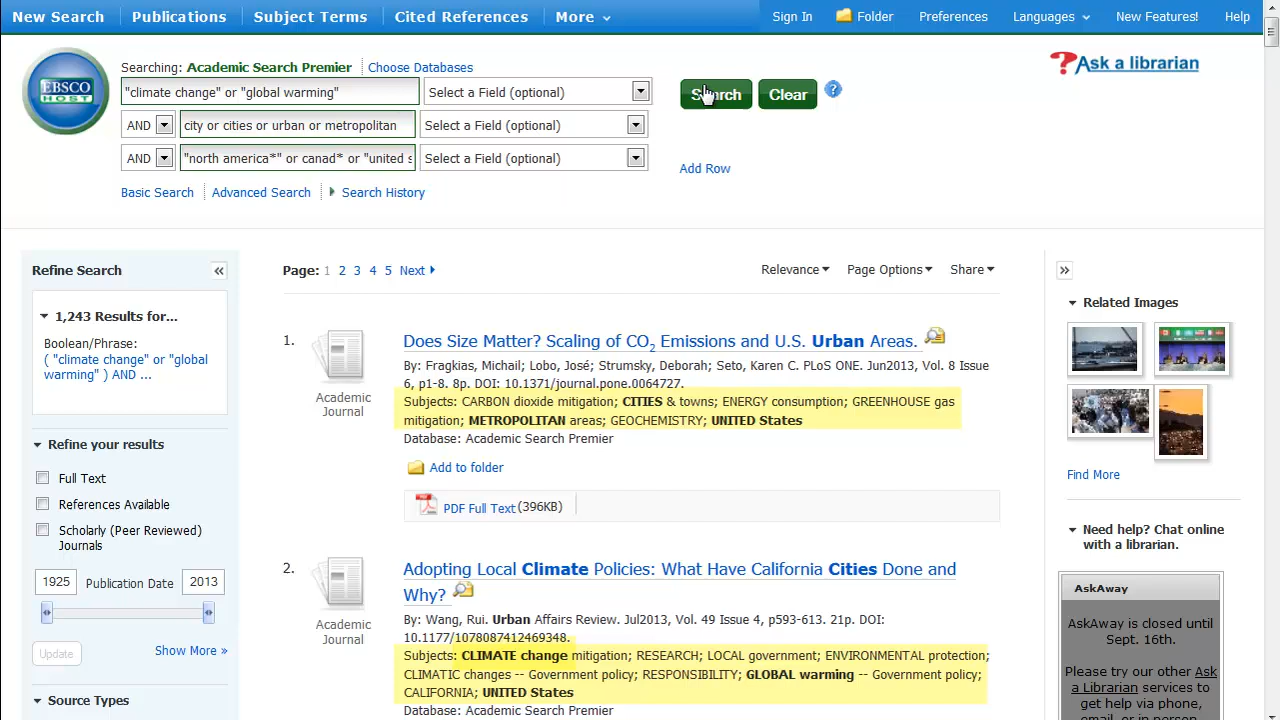 New Search Publications Subject Terms Cited References More Sign In Folder Preferences Languages New Features! Help
Searching: Academic Search Premier Choose Databases
Ask a librarian
EBSCO
HOST
"climate change" or "global warming" Select a Field (optional) Search Clear ?
AND city or cities or urban or metropolitan Select a Field (optional)
AND "north america*" or canad* or "united s Select a Field (optional)
Add Row
Basic Search Advanced Search Search History
Refine Search «
Page: 1 2 3 4 5 Next Relevance Page Options Share »
1,243 Results for...
Boolean/Phrase:
( "climate change" or "global
warming" ) AND ...
Refine your results
Full Text
References Available
Scholarly (Peer Reviewed)
Journals
1925 Publication Date 2013
Update Show More »
Source Types
1. Does Size Matter? Scaling of CO2 Emissions and U.S. Urban Areas.
By: Fragkias, Michail; Lobo, José; Strumsky, Deborah; Seto, Karen C. PLoS ONE. Jun2013, Vol. 8 Issue
6, p1-8. 8p. DOI: 10.1371/journal.pone.0064727.
Academic
Journal
Subjects: CARBON dioxide mitigation; CITIES & towns; ENERGY consumption; GREENHOUSE gas
mitigation; METROPOLITAN areas; GEOCHEMISTRY; UNITED States
Database: Academic Search Premier
Add to folder
PDF Full Text (396KB)
2. Adopting Local Climate Policies: What Have California Cities Done and
Why?
By: Wang, Rui. Urban Affairs Review. Jul2013, Vol. 49 Issue 4, p593-613. 21p. DOI:
10.1177/1078087412469348.
Academic
Journal
Subjects: CLIMATE change mitigation; RESEARCH; LOCAL government; ENVIRONMENTAL protection;
CLIMATIC changes -- Government policy; RESPONSIBILITY; GLOBAL warming -- Government policy;
CALIFORNIA; UNITED States
Database: Academic Search Premier
Related Images
Find More
Need help? Chat online
with a librarian.
AskAway
AskAway is closed until
Sept. 16th.
Please try our other Ask
a Librarian services to
get help via phone,
email, or in person